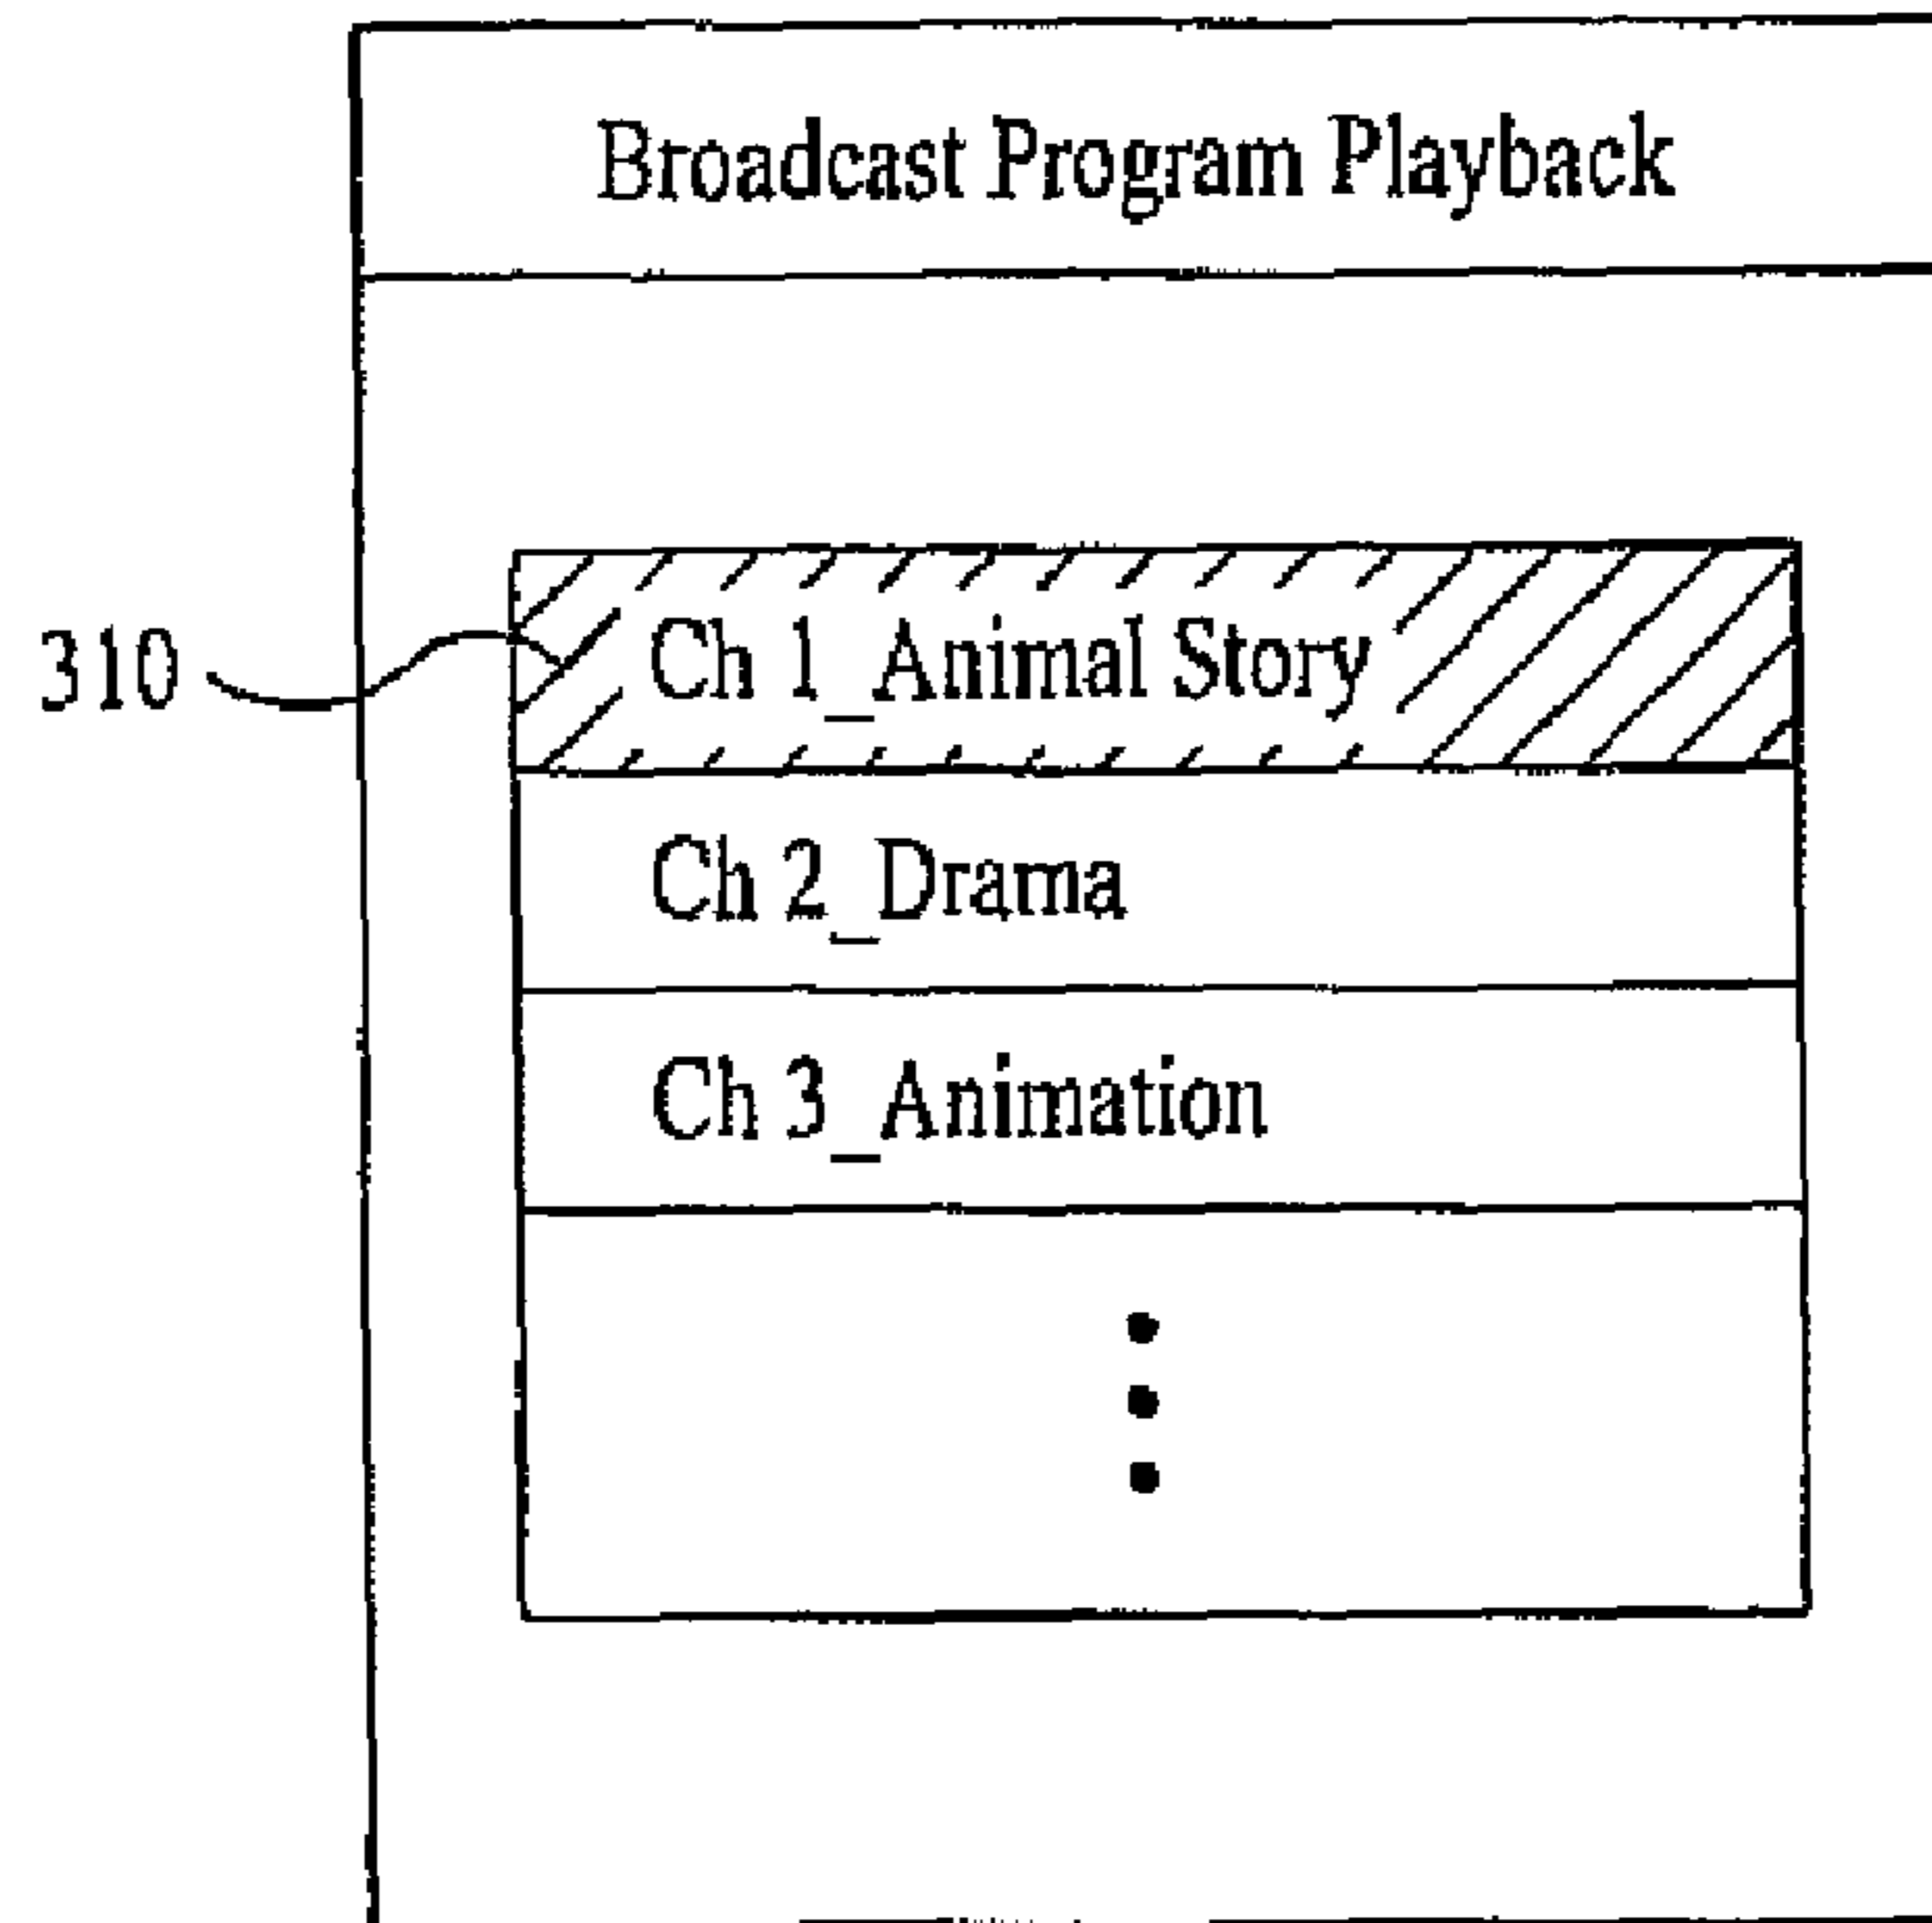 Broadcast Program Playback
310
Ch 1_Animal Story
Ch 2_Drama
Ch 3_Animation